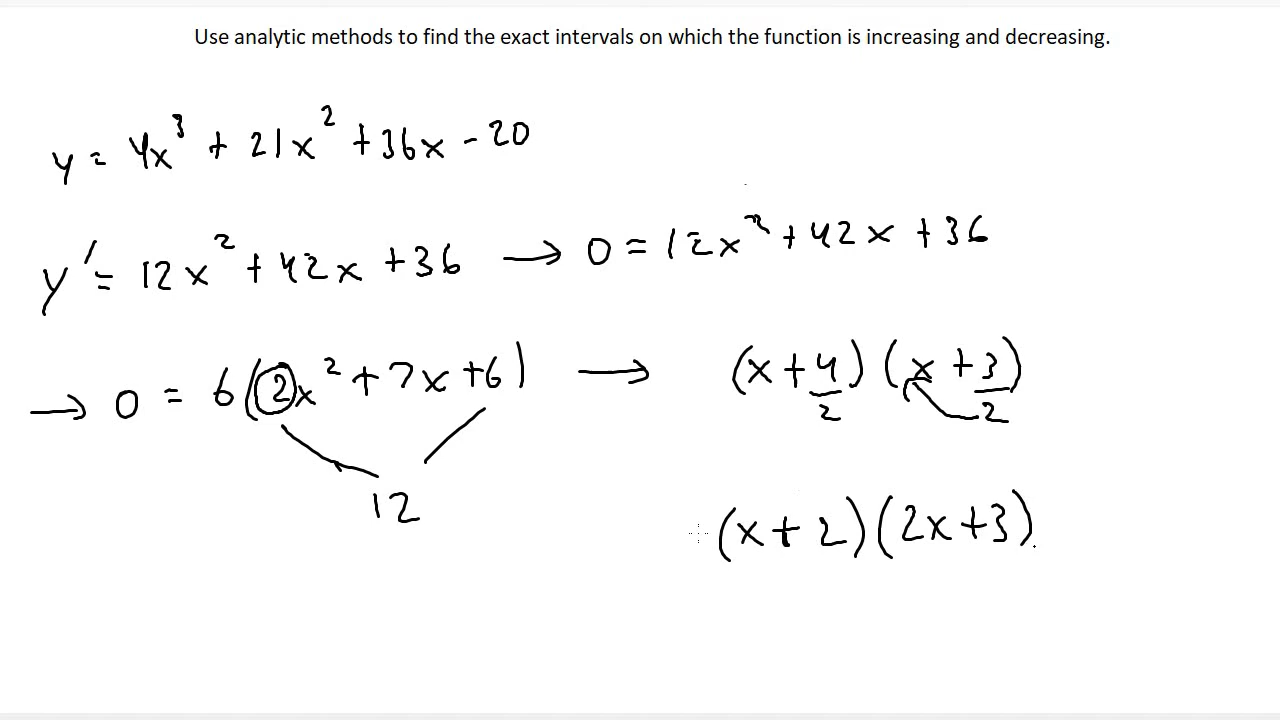 Use analytic methods to find the exact intervals on which the function is increasing and decreasing.
y = 4x³ + 21x² + 36x - 20
y' = 12x² + 42x + 36 → 0 = 12x² + 42x + 36
→ 0 = 6(2x² + 7x + 6) → (x + 4/2)(x + 3/2)
12
(x + 2)(2x + 3)